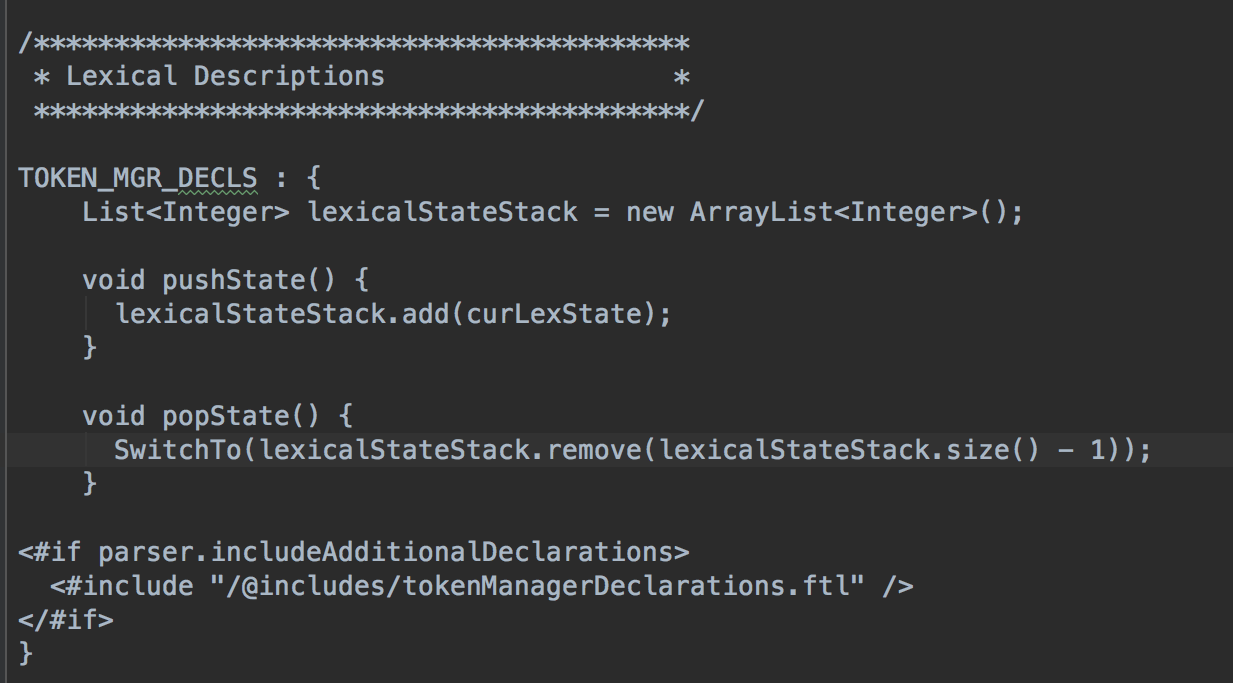 /*****************************************
 * Lexical Descriptions                  *
 *****************************************/

TOKEN_MGR_DECLS : {
    List<Integer> lexicalStateStack = new ArrayList<Integer>();

    void pushState() {
      lexicalStateStack.add(curLexState);
    }

    void popState() {
      SwitchTo(lexicalStateStack.remove(lexicalStateStack.size() - 1));
    }

<#if parser.includeAdditionalDeclarations>
  <#include "/@includes/tokenManagerDeclarations.ftl" />
</#if>
}